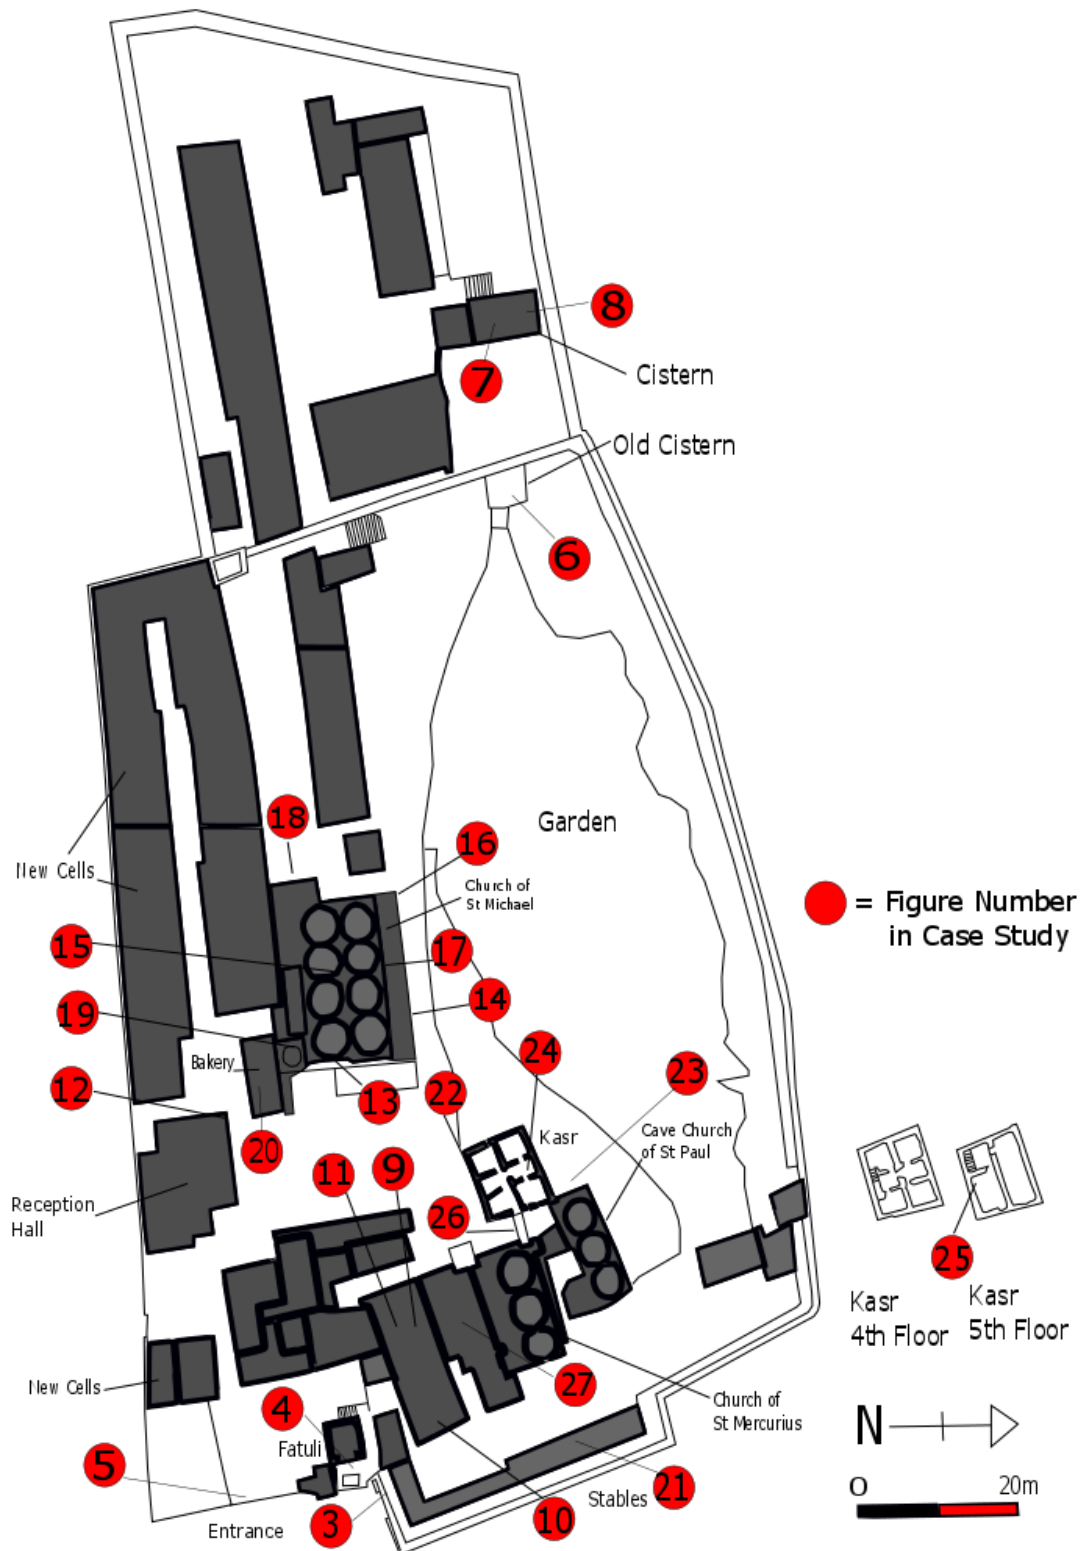 8
7
Cistern
Old Cistern
6
Garden
18
16
New Cells
Church of
St Michael
= Figure Number
in Case Study
15
17
14
19
24
Bakery
23
12
13
22
20
Kasr
Cave Church
of St Paul
11
9
Reception
Hall
26
25
Kasr
4th Floor
Kasr
5th Floor
New Cells
27
4
Church of
St Mercurius
Fatuli
N
5
21
Stables
O
20m
Entrance
3
10